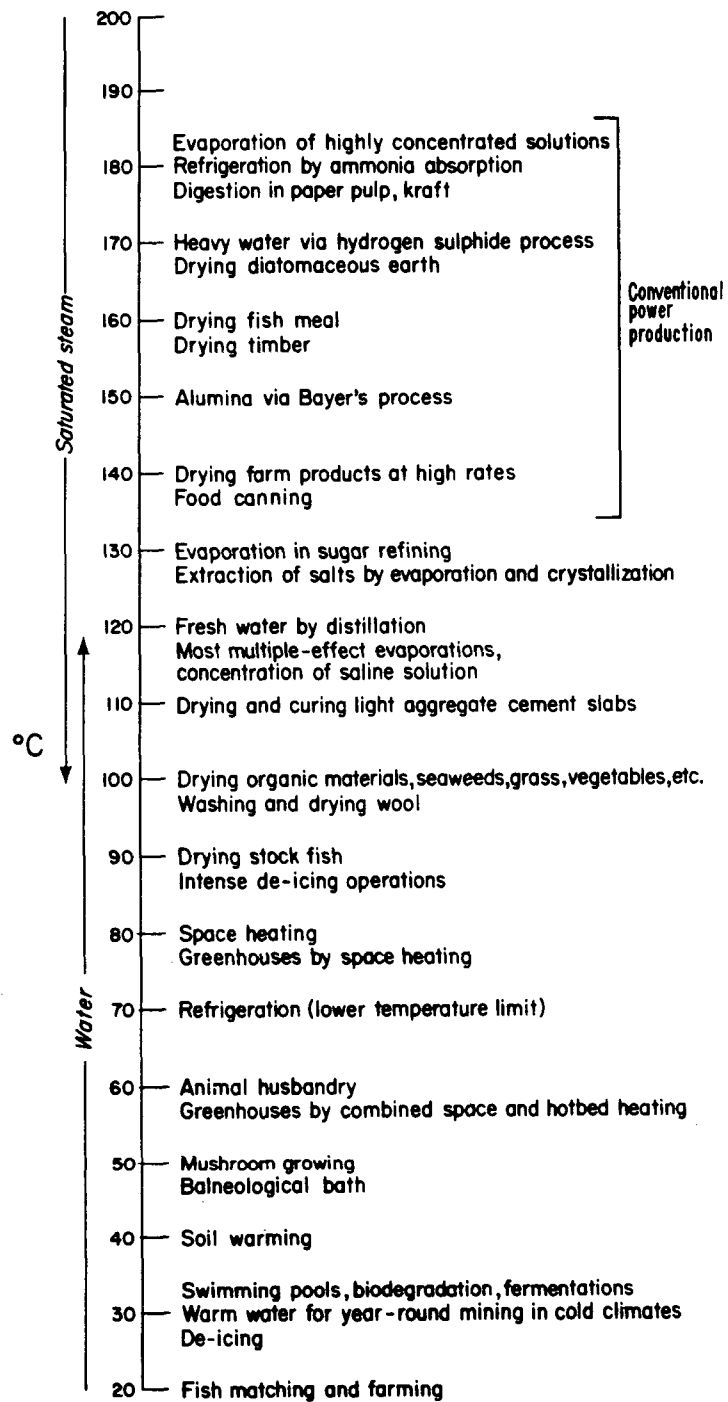 200
190
Evaporation of highly concentrated solutions
180 Refrigeration by ammonia absorption
Digestion in paper pulp, kraft
170 Heavy water via hydrogen sulphide process
Drying diatomaceous earth
Conventional
power
production
160 Drying fish meal
Drying timber
Saturated steam
150 Alumina via Bayer's process
140 Drying farm products at high rates
Food canning
130 Evaporation in sugar refining
Extraction of salts by evaporation and crystallization
120 Fresh water by distillation
Most multiple-effect evaporations,
concentration of saline solution
110 Drying and curing light aggregate cement slabs
°C
100 Drying organic materials, seaweeds, grass, vegetables, etc.
Washing and drying wool
90 Drying stock fish
Intense de-icing operations
80 Space heating
Greenhouses by space heating
70 Refrigeration (lower temperature limit)
Water
60 Animal husbandry
Greenhouses by combined space and hotbed heating
50 Mushroom growing
Balneological bath
40 Soil warming
Swimming pools, biodegradation, fermentations
30 Warm water for year-round mining in cold climates
De-icing
20 Fish matching and farming